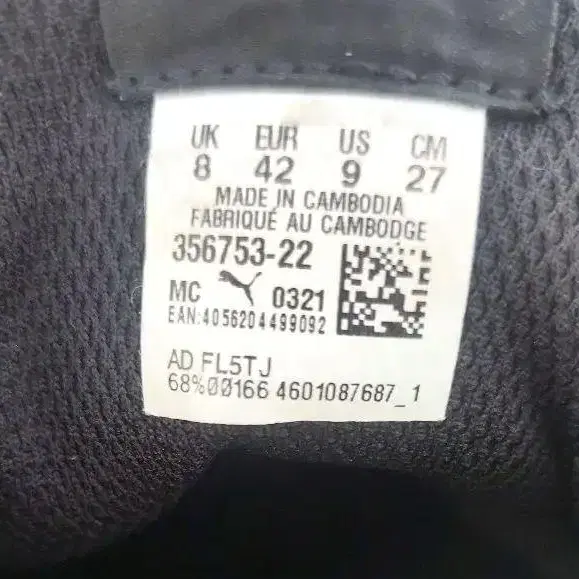 UK EUR US CM
8 42 9 27
MADE IN CAMBODIA
FABRIQUÉ AU CAMBODGE
356753-22
MC 0321
EAN:4056204499092
AD FL5TJ
68%00166 4601087687_1